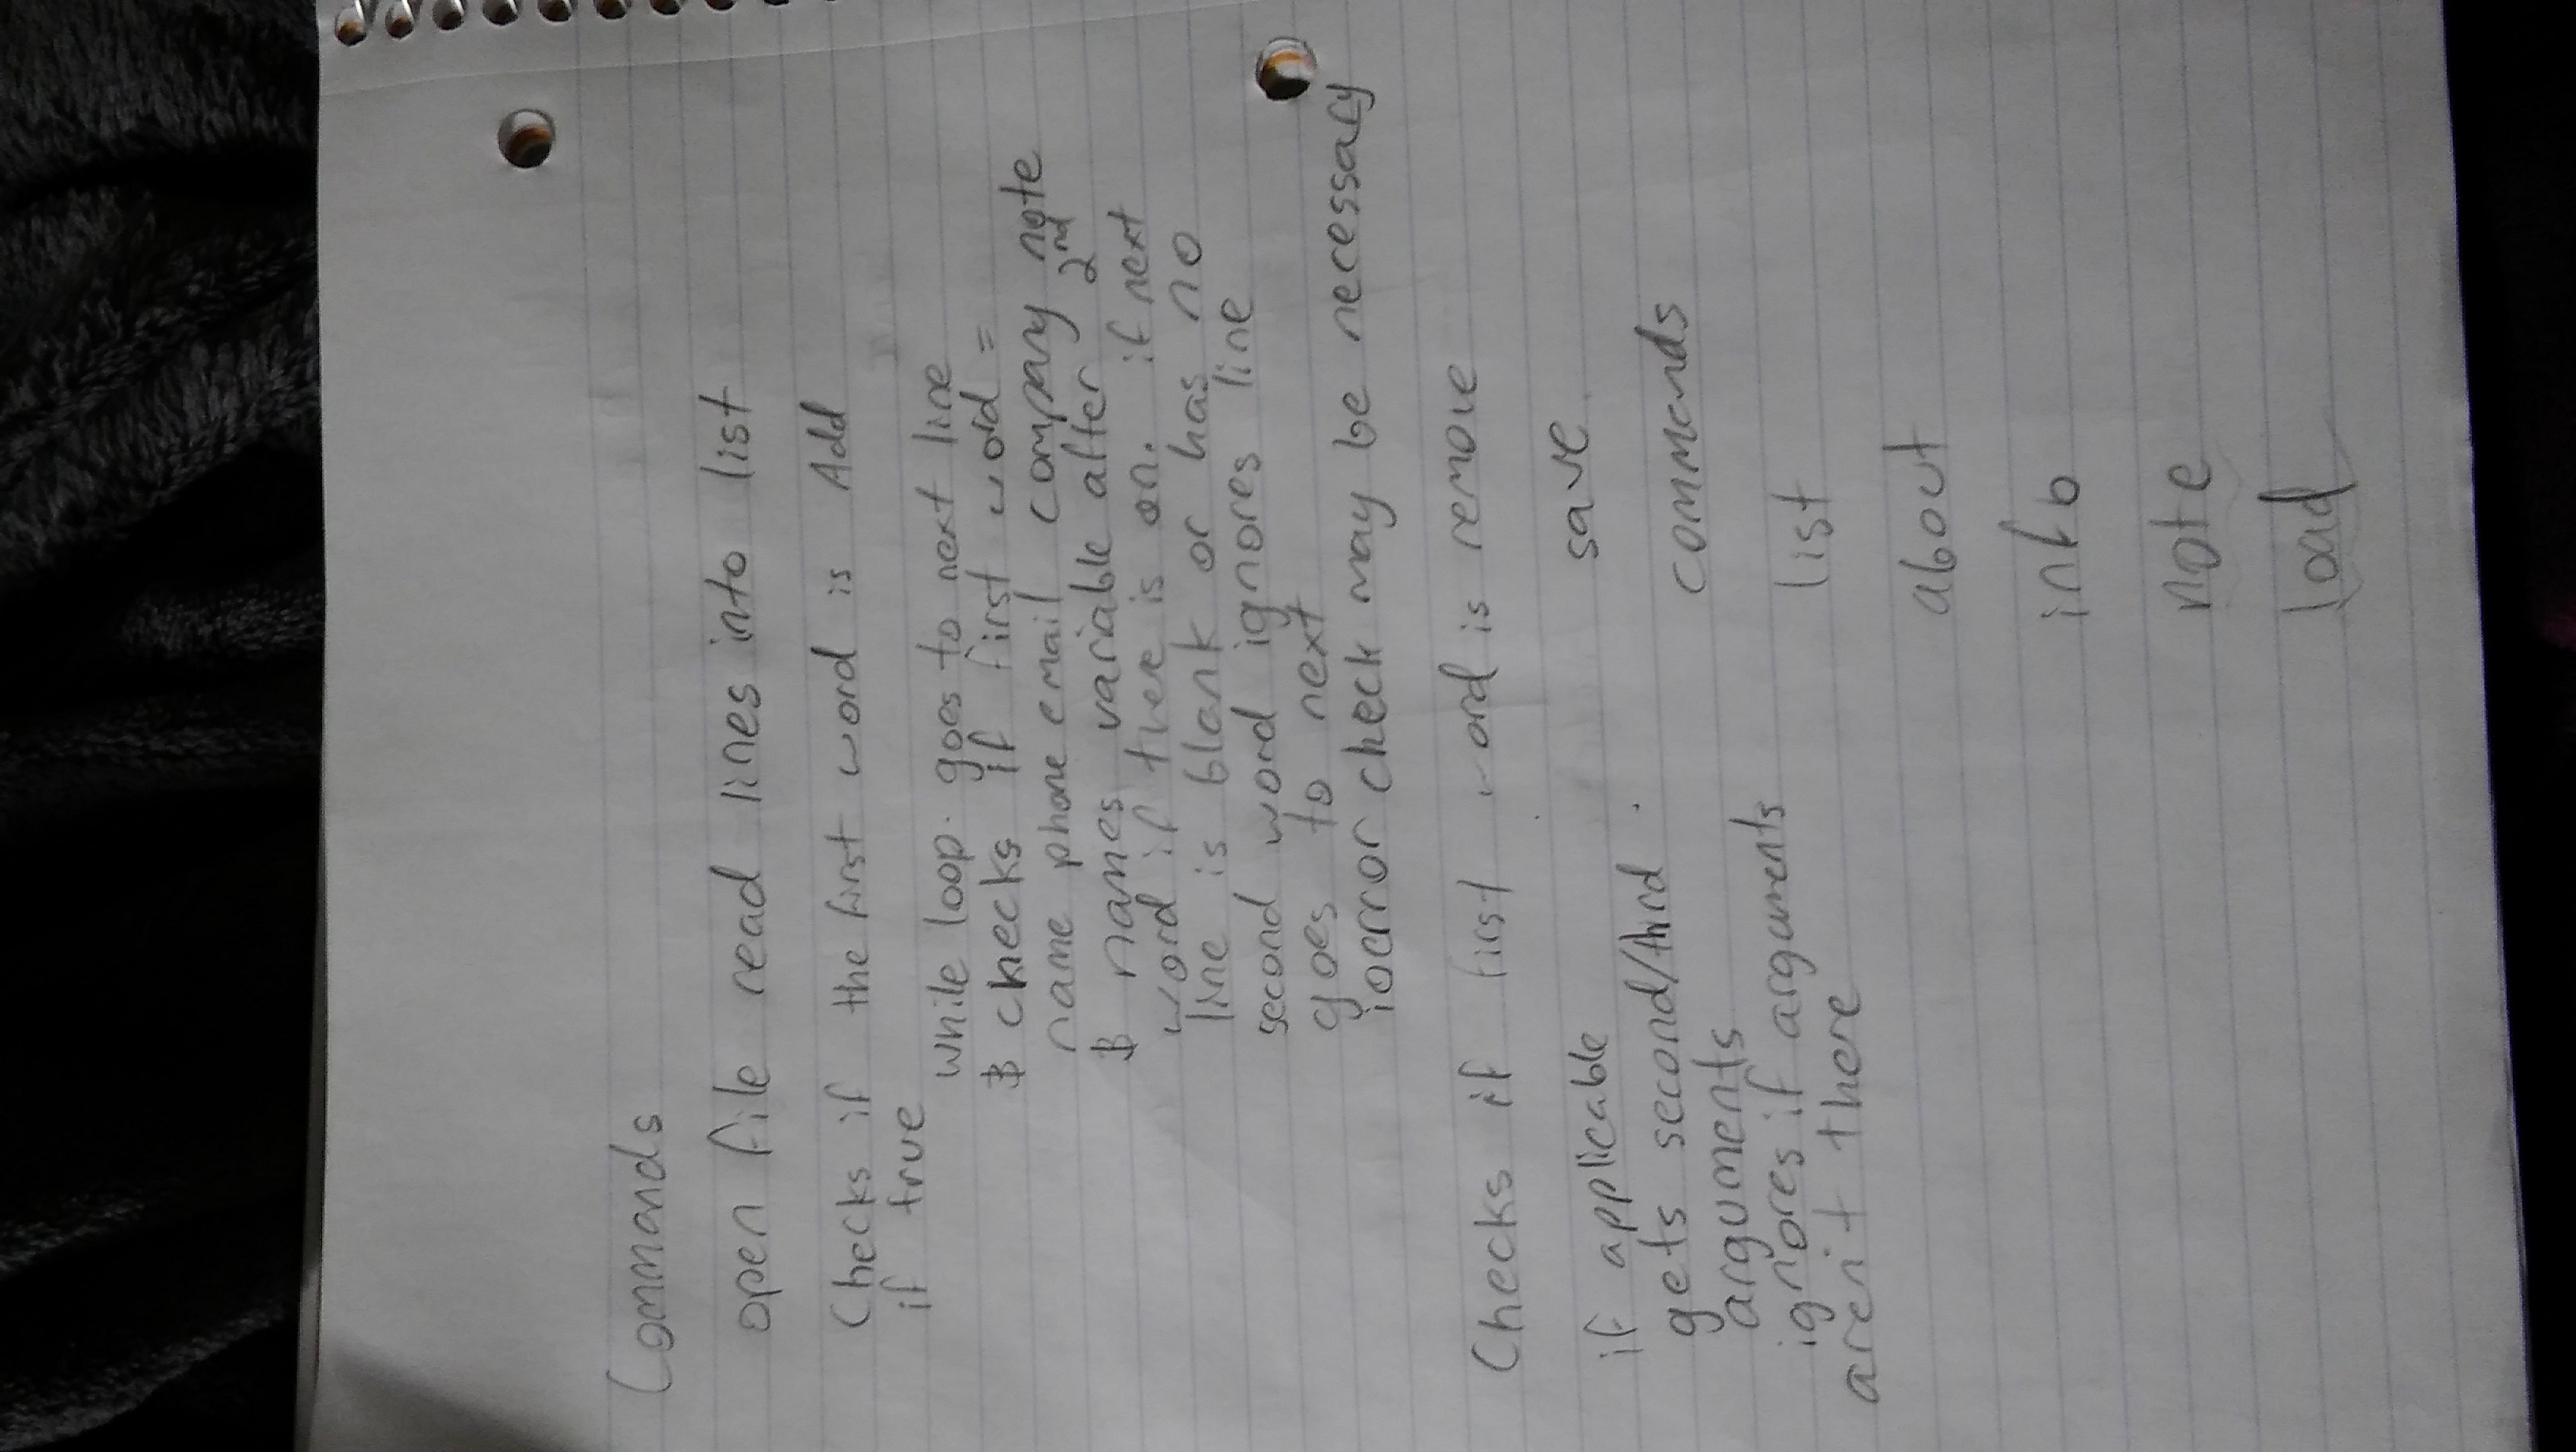 Commands
open file read lines into list
Checks if the first word is Add
if true
while loop. goes to next line
& checks if first word =
name phone email company note
& names variable after 2nd
word if there is on. if next
line is blank or has no
second word ignores line
goes to next
ioerror check may be necessary
Checks if first word is remove
if applicable
gets second/third
arguments
ignores if arguments
aren't there
save
commands
list
about
info
note
load